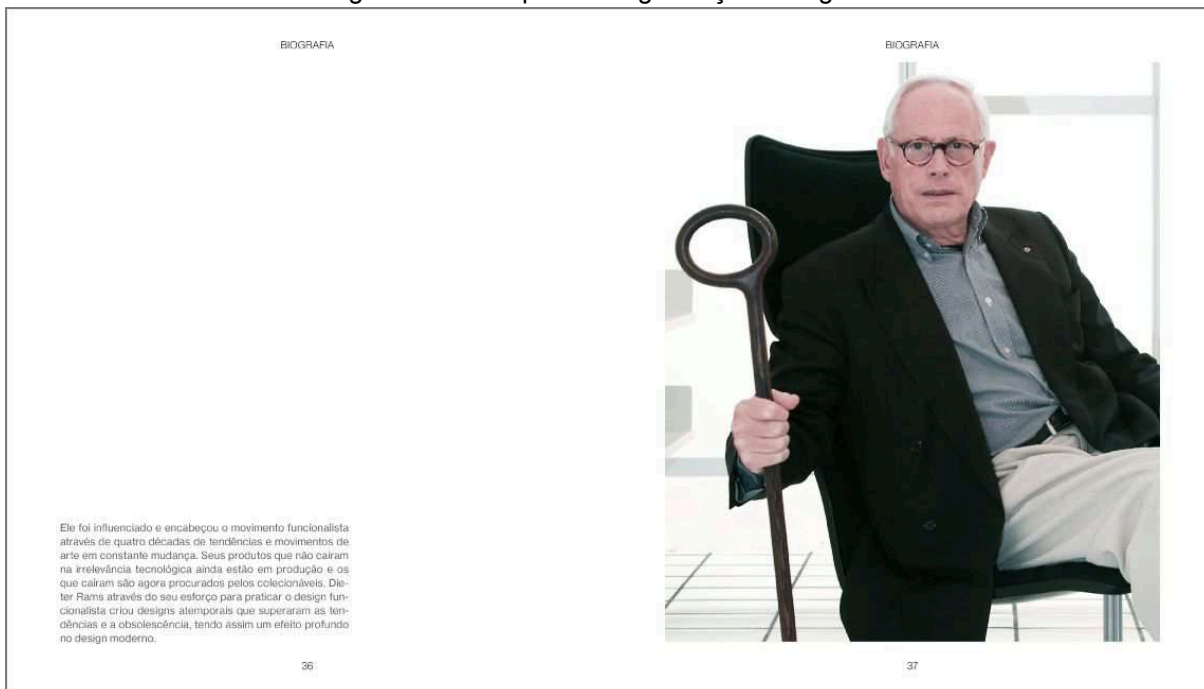 BIOGRAFIA
Ele foi influenciado e encabeçou o movimento funcionalista
através de quatro décadas de tendências e movimentos de
arte em constante mudança. Seus produtos que não caíram
na irrelevância tecnológica ainda estão em produção e os
que caíram são agora procurados pelos colecionáveis. Die-
ter Rams através do seu esforço para praticar o design fun-
cionalista criou designs atemporais que superaram as ten-
dências e a obsolescência, tendo assim um efeito profundo
no design moderno.
36
BIOGRAFIA
37